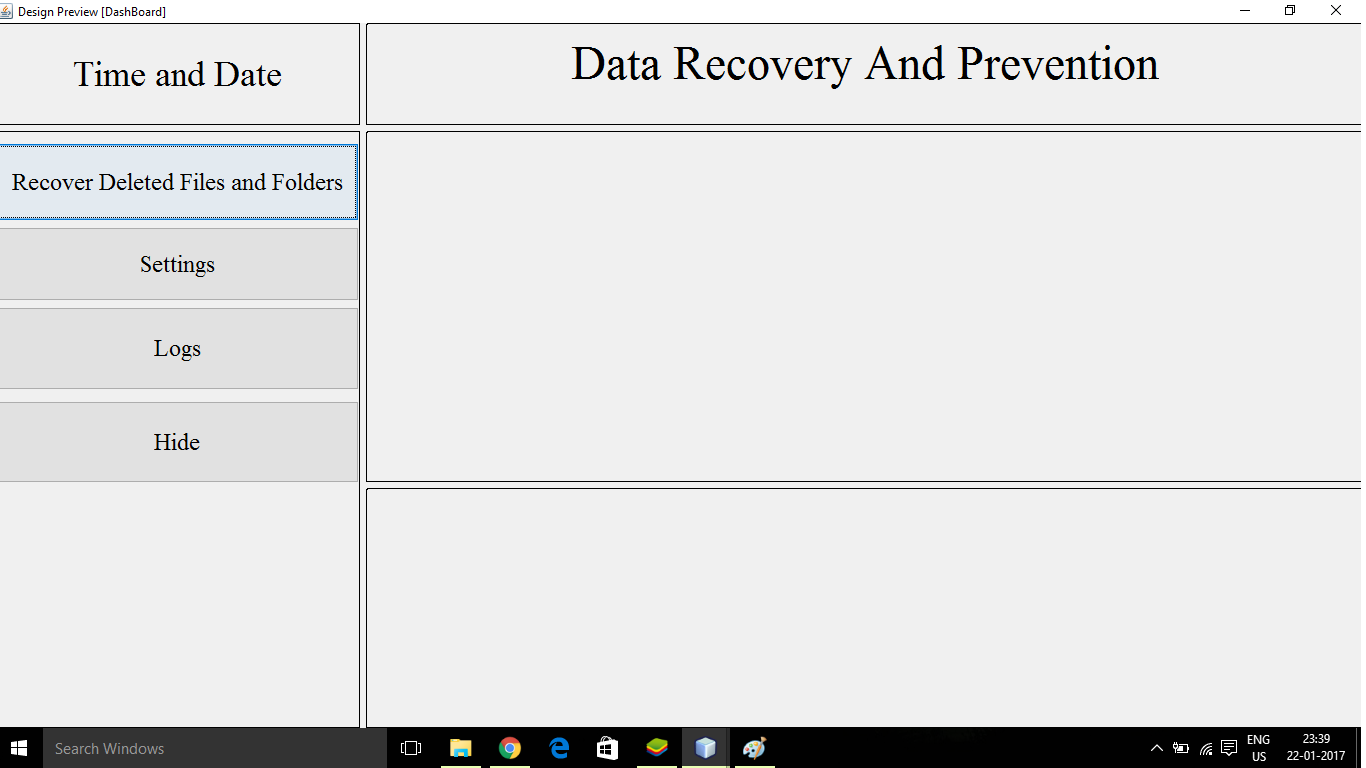 Design Preview [DashBoard]
Time and Date
Data Recovery And Prevention
Recover Deleted Files and Folders
Settings
Logs
Hide
Search Windows
ENG
US
23:39
22-01-2017